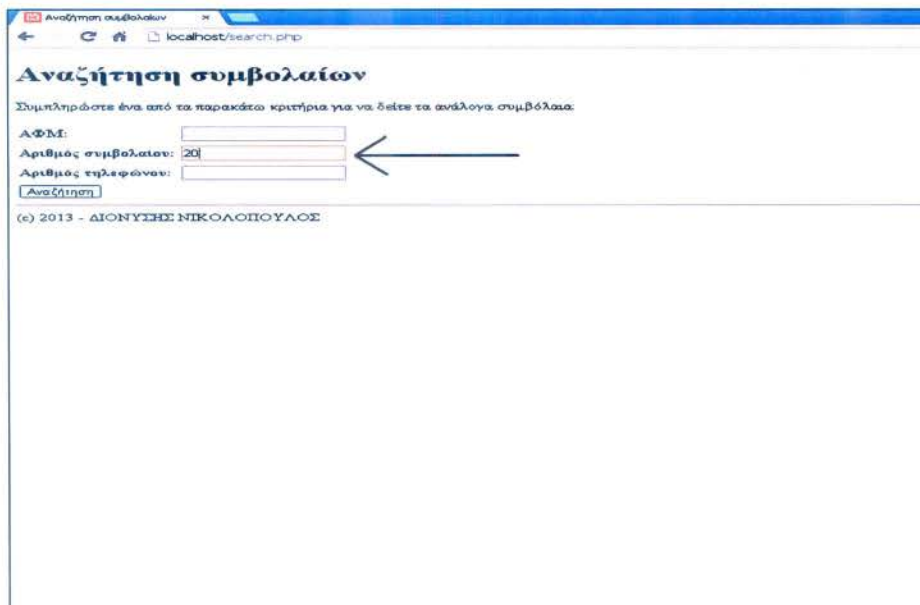 Αναζήτηση συμβολαίων
localhost/search.php
Αναζήτηση συμβολαίων
Συμπληρώστε ένα από τα παρακάτω κριτήρια για να δείτε τα ανάλογα συμβόλαια:
ΑΦΜ:
Αριθμός συμβολαίου: 20
Αριθμός τηλεφώνου:
Αναζήτηση
(c) 2013 - ΔΙΟΝΥΣΗΣ ΝΙΚΟΛΟΠΟΥΛΟΣ